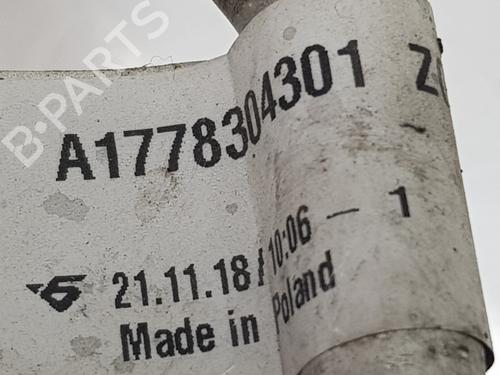 B-PARTS
A1778304301
21.11.18 / 10:06 - 1
Made in Poland